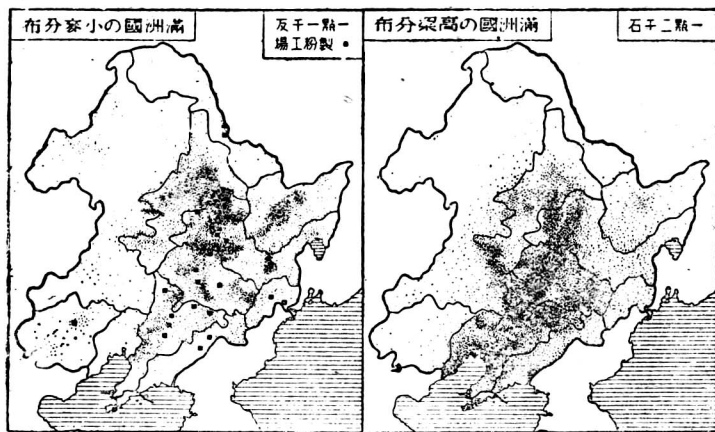 滿洲國の高粱分布
一點二千石
滿洲國の小麥分布
一點一千反
製粉工場